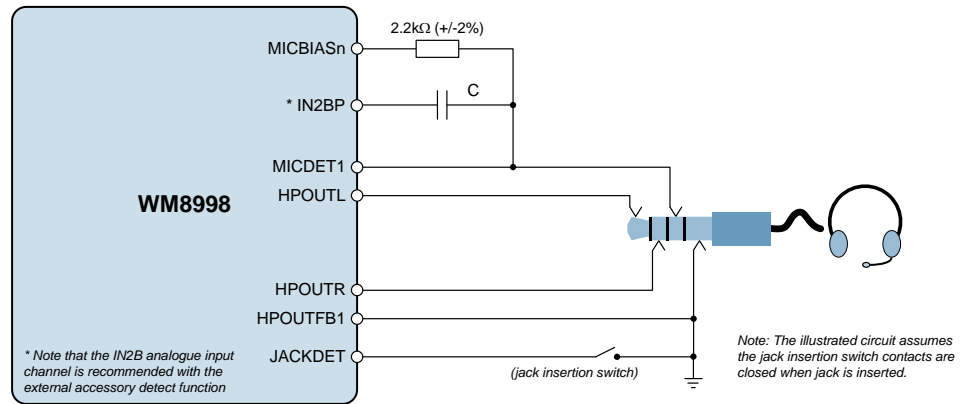 2.2kΩ (+/-2%)
MICBIASn
C
* IN2BP
MICDET1
HPOUTL
WM8998
HPOUTR
HPOUTFB1
JACKDET
(jack insertion switch)
* Note that the IN2B analogue input
channel is recommended with the
external accessory detect function
Note: The illustrated circuit assumes
the jack insertion switch contacts are
closed when jack is inserted.